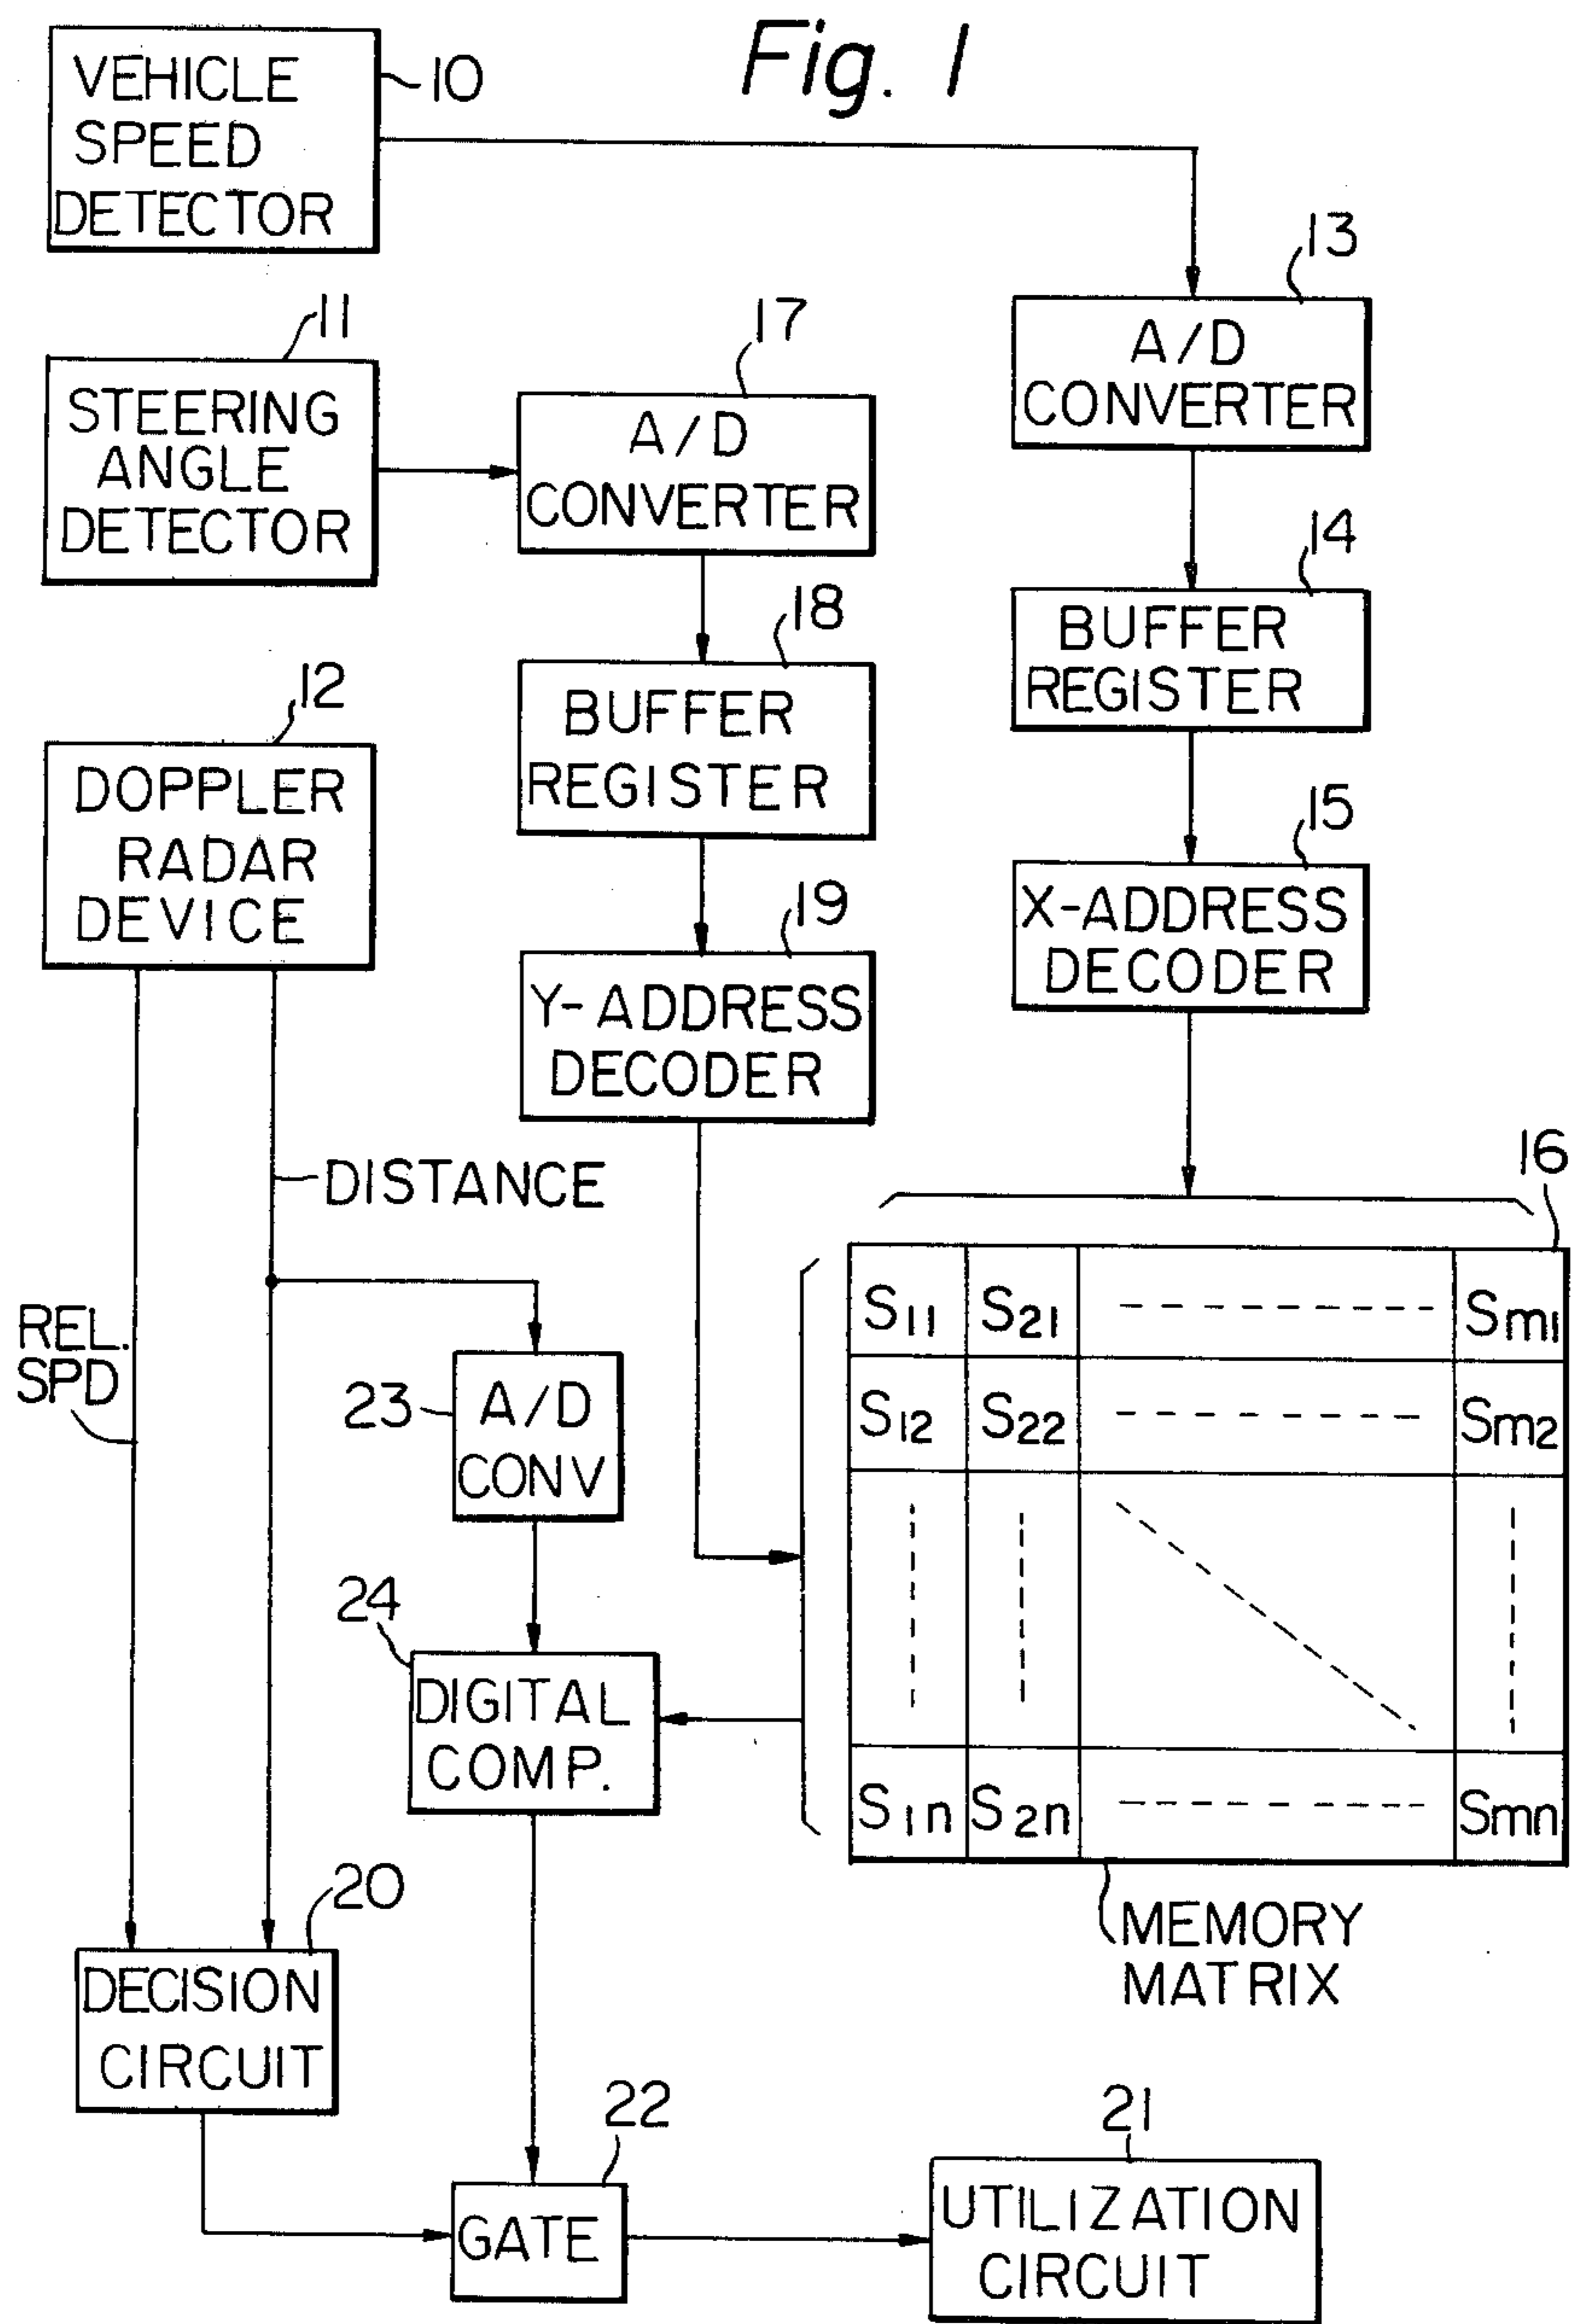 Fig. 1
VEHICLE
SPEED
DETECTOR
10
13
A/D
CONVERTER
11
STEERING
ANGLE
DETECTOR
17
A/D
CONVERTER
14
BUFFER
REGISTER
18
BUFFER
REGISTER
12
DOPPLER
RADAR
DEVICE
15
X-ADDRESS
DECODER
19
Y-ADDRESS
DECODER
DISTANCE
16
REL.
SPD
S11 S21 Sm1
S12 S22 Sm2
S1n S2n Smn
MEMORY
MATRIX
23
A/D
CONV
24
DIGITAL
COMP.
20
DECISION
CIRCUIT
22
GATE
21
UTILIZATION
CIRCUIT